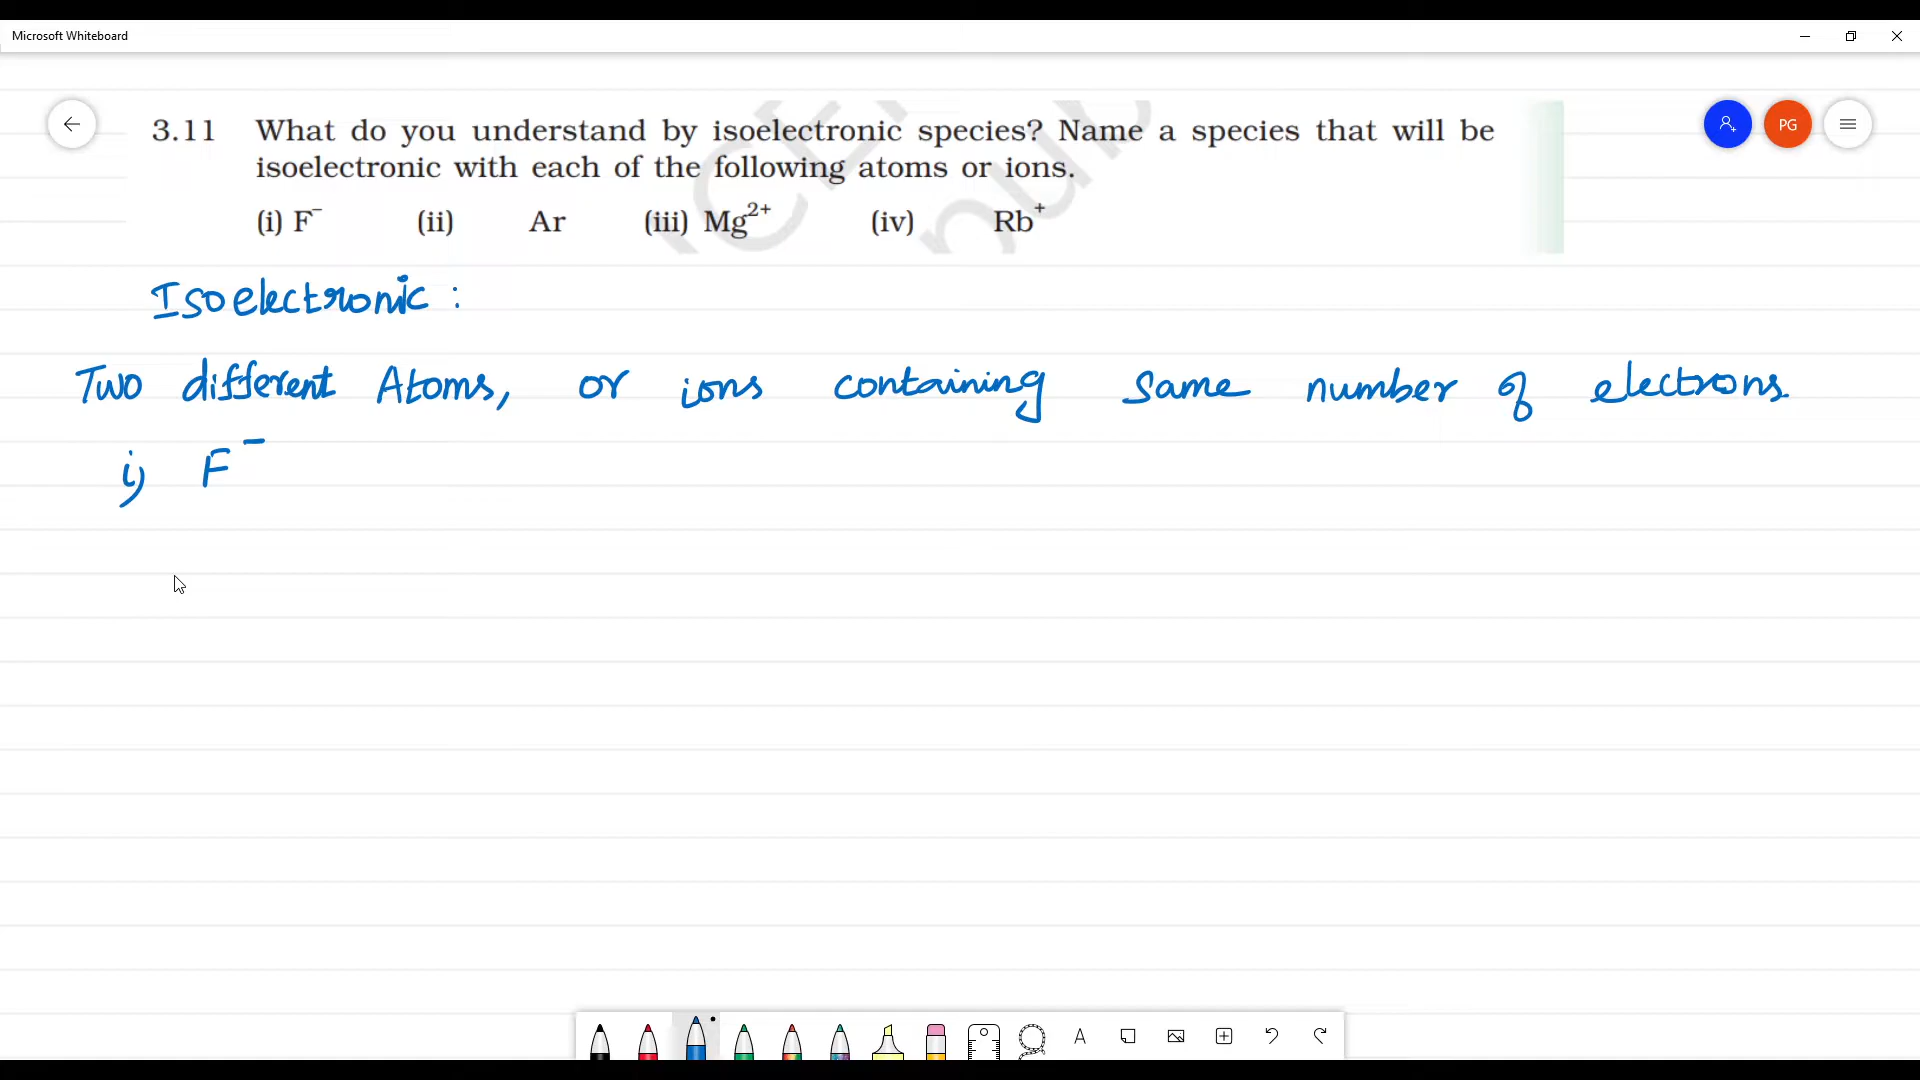 Microsoft Whiteboard
3.11 What do you understand by isoelectronic species? Name a species that will be
isoelectronic with each of the following atoms or ions.
(i) F⁻ (ii) Ar (iii) Mg²⁺ (iv) Rb⁺
PG
Isoelectronic :
Two different Atoms, or ions containing same number of electrons.
i) F⁻
A